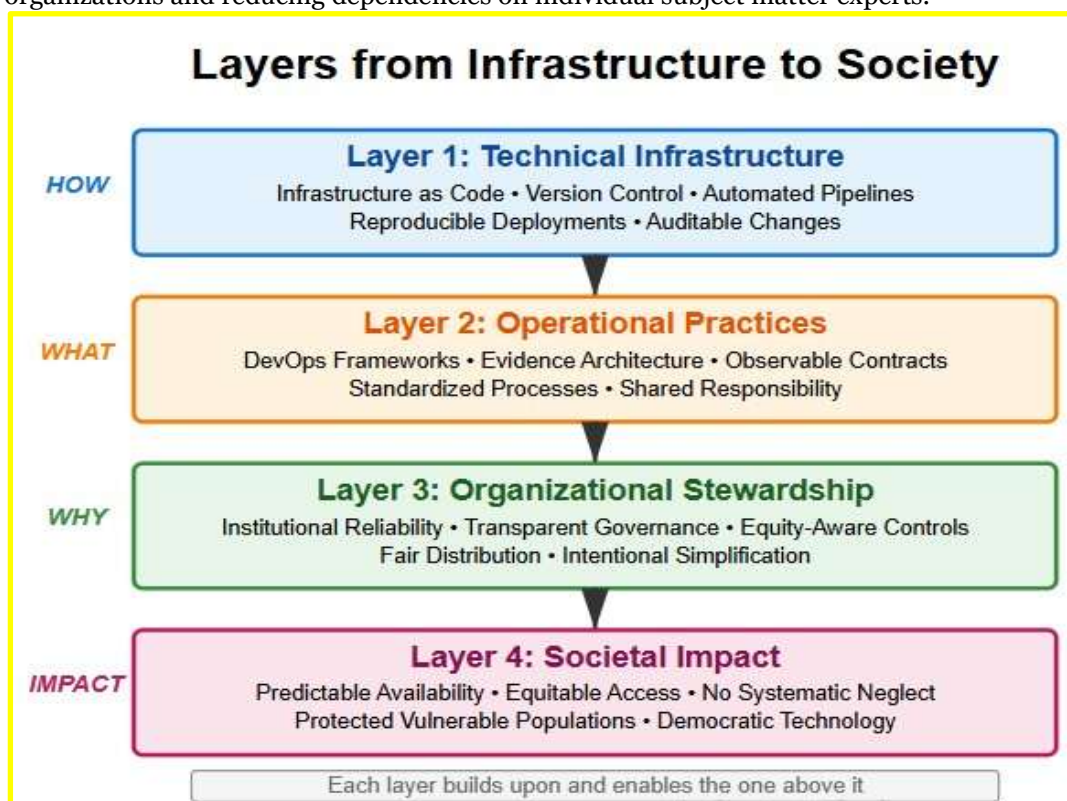 organizations and reducing dependencies on individual subject matter experts.
Layers from Infrastructure to Society
HOW
Layer 1: Technical Infrastructure
Infrastructure as Code • Version Control • Automated Pipelines
Reproducible Deployments • Auditable Changes
WHAT
Layer 2: Operational Practices
DevOps Frameworks • Evidence Architecture • Observable Contracts
Standardized Processes • Shared Responsibility
WHY
Layer 3: Organizational Stewardship
Institutional Reliability • Transparent Governance • Equity-Aware Controls
Fair Distribution • Intentional Simplification
IMPACT
Layer 4: Societal Impact
Predictable Availability • Equitable Access • No Systematic Neglect
Protected Vulnerable Populations • Democratic Technology
Each layer builds upon and enables the one above it